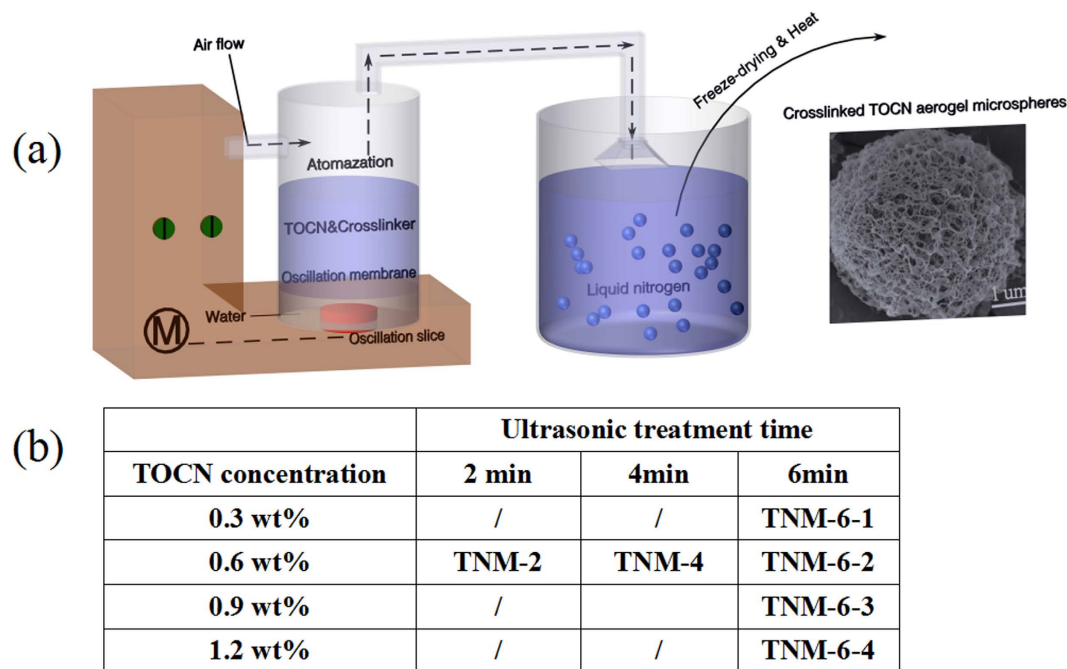 (a)
Air flow
Atomazation
TOCN&Crosslinker
Oscillation membrane
Water
M
Oscillation slice
Liquid nitrogen
Freeze-drying & Heat
Crosslinked TOCN aerogel microspheres
1 um
(b)
Ultrasonic treatment time
TOCN concentration 2 min 4min 6min
0.3 wt% / / TNM-6-1
0.6 wt% TNM-2 TNM-4 TNM-6-2
0.9 wt% / TNM-6-3
1.2 wt% / / TNM-6-4